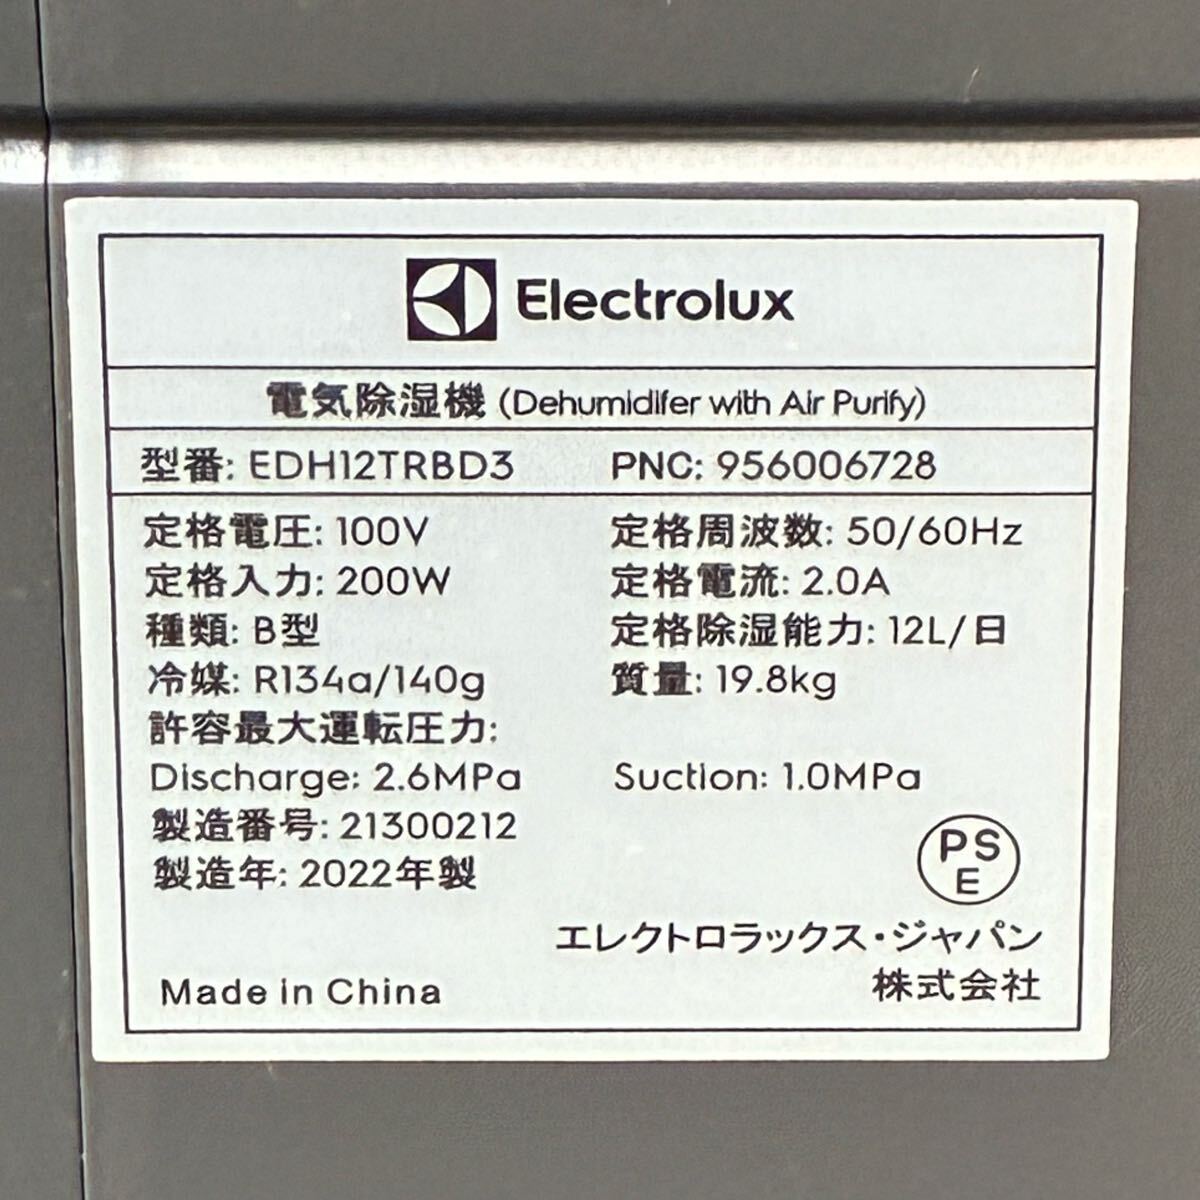 Electrolux
電気除湿機 (Dehumidifer with Air Purify)
型番: EDH12TRBD3 PNC: 956006728
定格電圧: 100V 定格周波数: 50/60Hz
定格入力: 200W 定格電流: 2.0A
種類: B型 定格除湿能力: 12L/日
冷媒: R134a/140g 質量: 19.8kg
許容最大運転圧力:
Discharge: 2.6MPa Suction: 1.0MPa
製造番号: 21300212
製造年: 2022年製
PS
E
エレクトロラックス・ジャパン
株式会社
Made in China